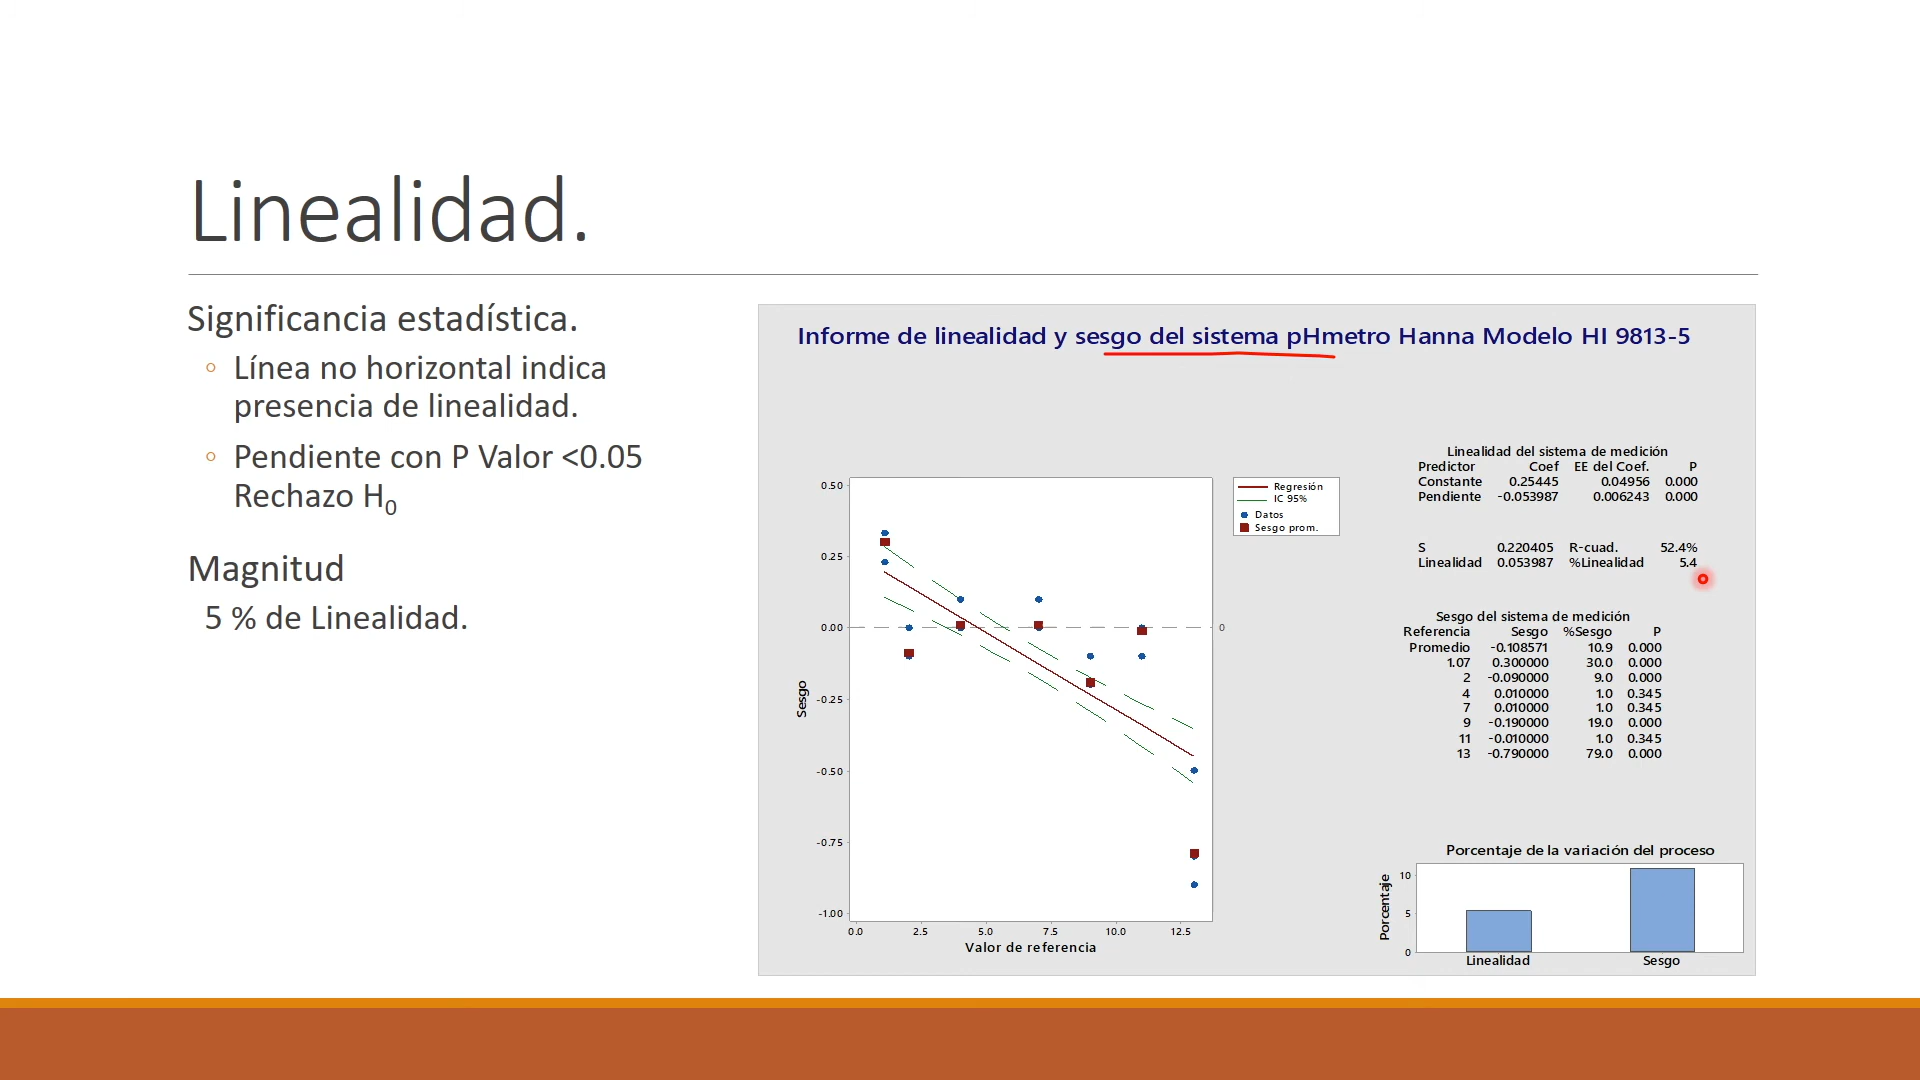 Linealidad.
Significancia estadística.
Línea no horizontal indica
presencia de linealidad.
Pendiente con P Valor <0.05
Rechazo H0
Magnitud
5 % de Linealidad.
Informe de linealidad y sesgo del sistema pHmetro Hanna Modelo HI 9813-5
0.50
0.25
0.00
-0.25
-0.50
-0.75
-1.00
0
Sesgo
0.0 2.5 5.0 7.5 10.0 12.5
Valor de referencia
Regresión
IC 95%
Datos
Sesgo prom.
Linealidad del sistema de medición
Predictor Coef EE del Coef. P
Constante 0.25445 0.04956 0.000
Pendiente -0.053987 0.006243 0.000
S 0.220405 R-cuad. 52.4%
Linealidad 0.053987 %Linealidad 5.4
Sesgo del sistema de medición
Referencia Sesgo %Sesgo P
Promedio -0.108571 10.9 0.000
1.07 0.300000 30.0 0.000
2 -0.090000 9.0 0.000
4 0.010000 1.0 0.345
7 0.010000 1.0 0.345
9 -0.190000 19.0 0.000
11 -0.010000 1.0 0.345
13 -0.790000 79.0 0.000
Porcentaje de la variación del proceso
Porcentaje
10
5
0
Linealidad Sesgo